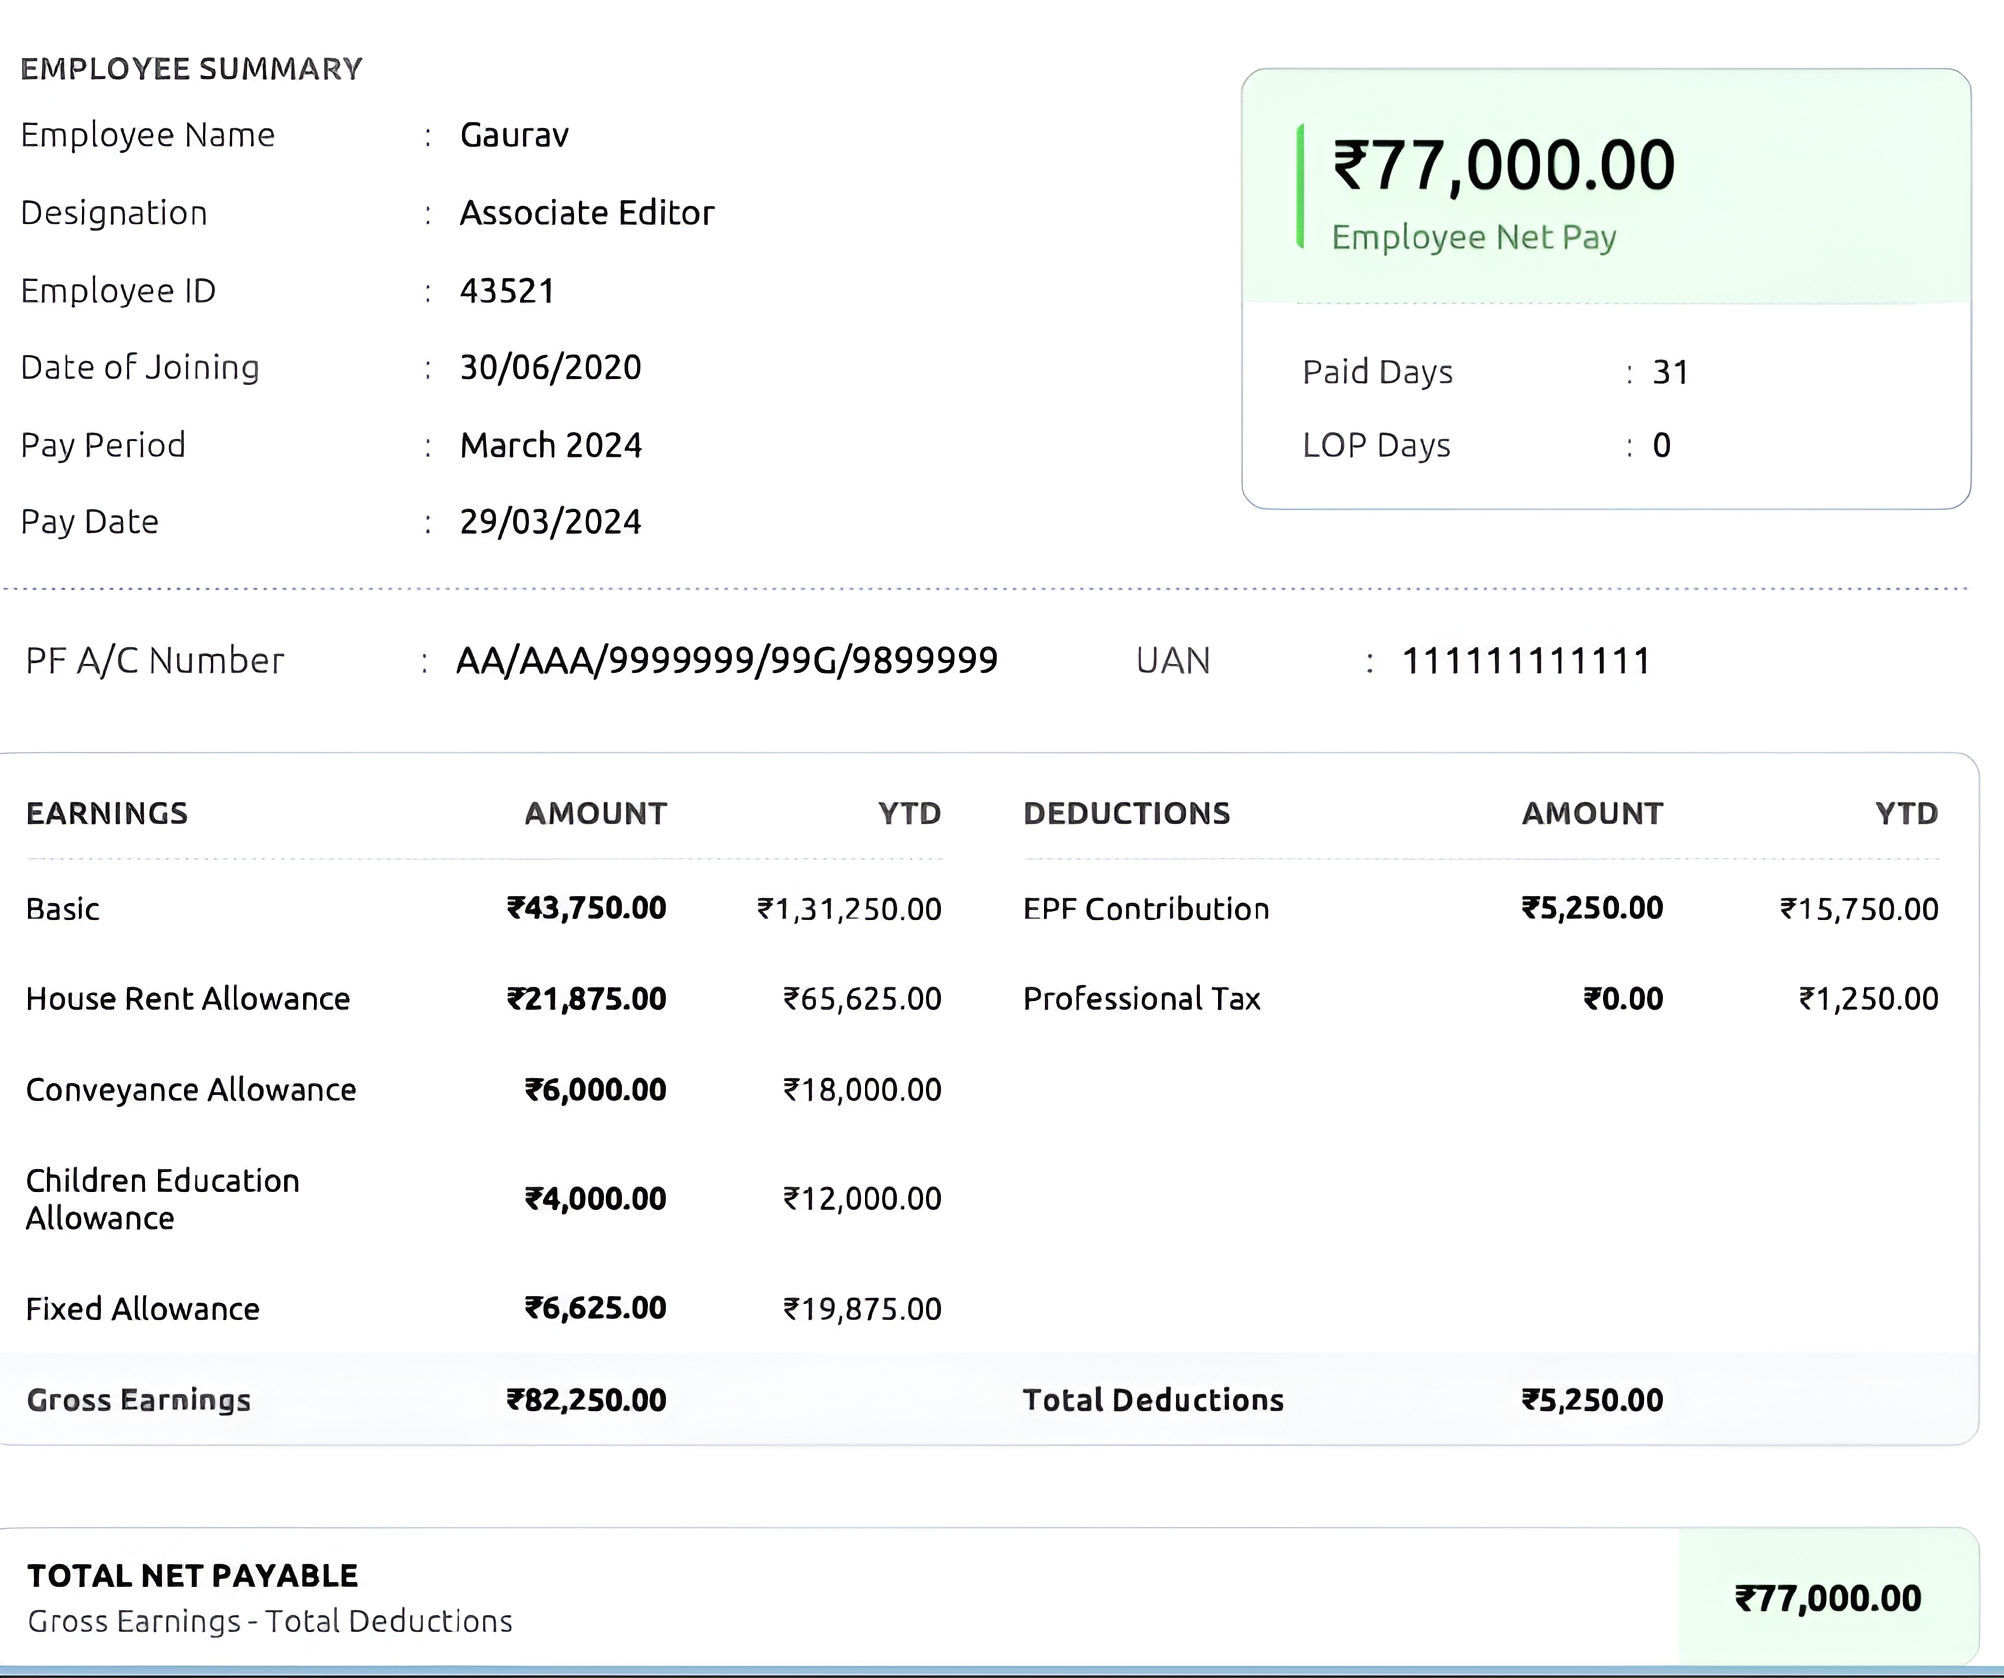 EMPLOYEE SUMMARY
Employee Name : Gaurav
Designation : Associate Editor
Employee ID : 43521
Date of Joining : 30/06/2020
Pay Period : March 2024
Pay Date : 29/03/2024
₹77,000.00
Employee Net Pay
Paid Days : 31
LOP Days : 0
PF A/C Number : AA/AAA/9999999/99G/9899999 UAN : 111111111111
EARNINGS AMOUNT YTD DEDUCTIONS AMOUNT YTD
Basic ₹43,750.00 ₹1,31,250.00 EPF Contribution ₹5,250.00 ₹15,750.00
House Rent Allowance ₹21,875.00 ₹65,625.00 Professional Tax ₹0.00 ₹1,250.00
Conveyance Allowance ₹6,000.00 ₹18,000.00
Children Education
Allowance ₹4,000.00 ₹12,000.00
Fixed Allowance ₹6,625.00 ₹19,875.00
Gross Earnings ₹82,250.00 Total Deductions ₹5,250.00
TOTAL NET PAYABLE
Gross Earnings - Total Deductions
₹77,000.00